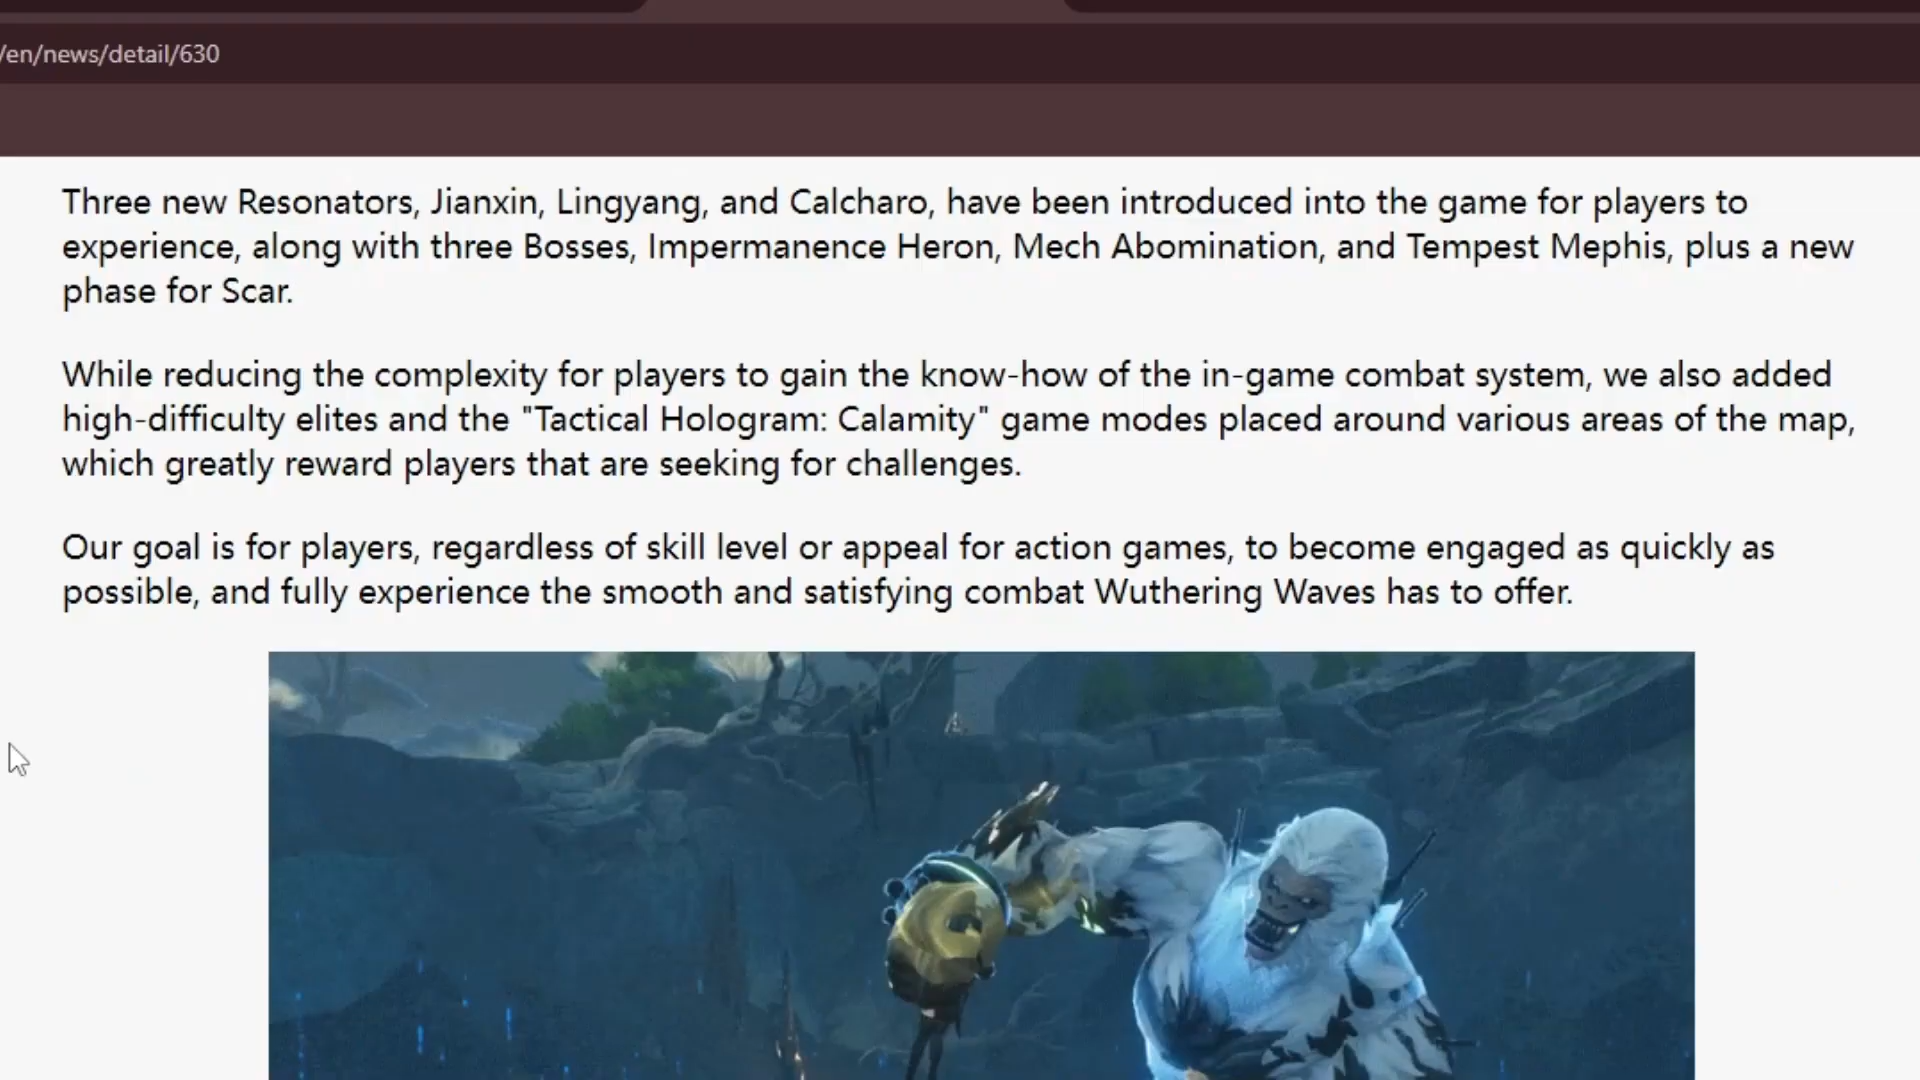 /en/news/detail/630
Three new Resonators, Jianxin, Lingyang, and Calcharo, have been introduced into the game for players to
experience, along with three Bosses, Impermanence Heron, Mech Abomination, and Tempest Mephis, plus a new
phase for Scar.
While reducing the complexity for players to gain the know-how of the in-game combat system, we also added
high-difficulty elites and the "Tactical Hologram: Calamity" game modes placed around various areas of the map,
which greatly reward players that are seeking for challenges.
Our goal is for players, regardless of skill level or appeal for action games, to become engaged as quickly as
possible, and fully experience the smooth and satisfying combat Wuthering Waves has to offer.